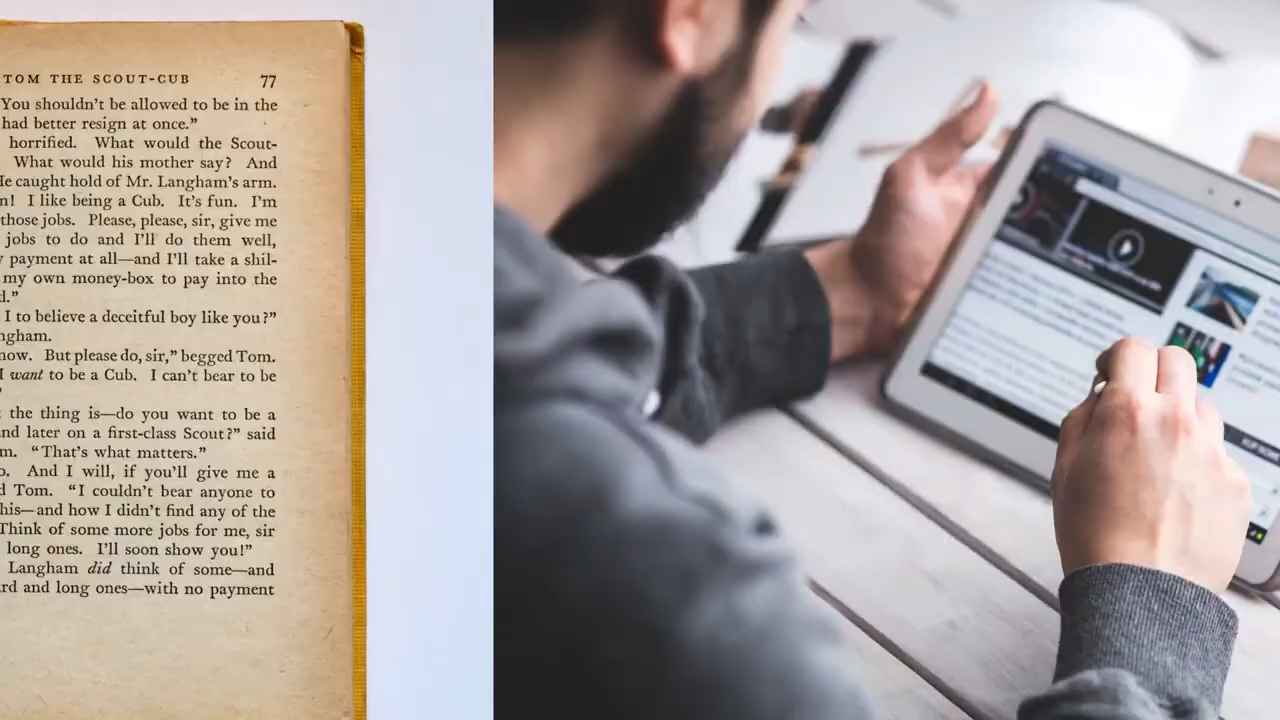 TOM THE SCOUT-CUB 77
You shouldn't be allowed to be in the
had better resign at once."
horrified. What would the Scout-
What would his mother say? And
He caught hold of Mr. Langham's arm.
n! I like being a Cub. It's fun. I'm
those jobs. Please, please, sir, give me
jobs to do and I'll do them well,
y payment at all—and I'll take a shil-
my own money-box to pay into the
d."
I to believe a deceitful boy like you?"
ngham.
now. But please do, sir," begged Tom.
I want to be a Cub. I can't bear to be
the thing is—do you want to be a
nd later on a first-class Scout?" said
m. "That's what matters."
o. And I will, if you'll give me a
d Tom. "I couldn't bear anyone to
his—and how I didn't find any of the
Think of some more jobs for me, sir
long ones. I'll soon show you!"
Langham did think of some—and
rd and long ones—with no payment